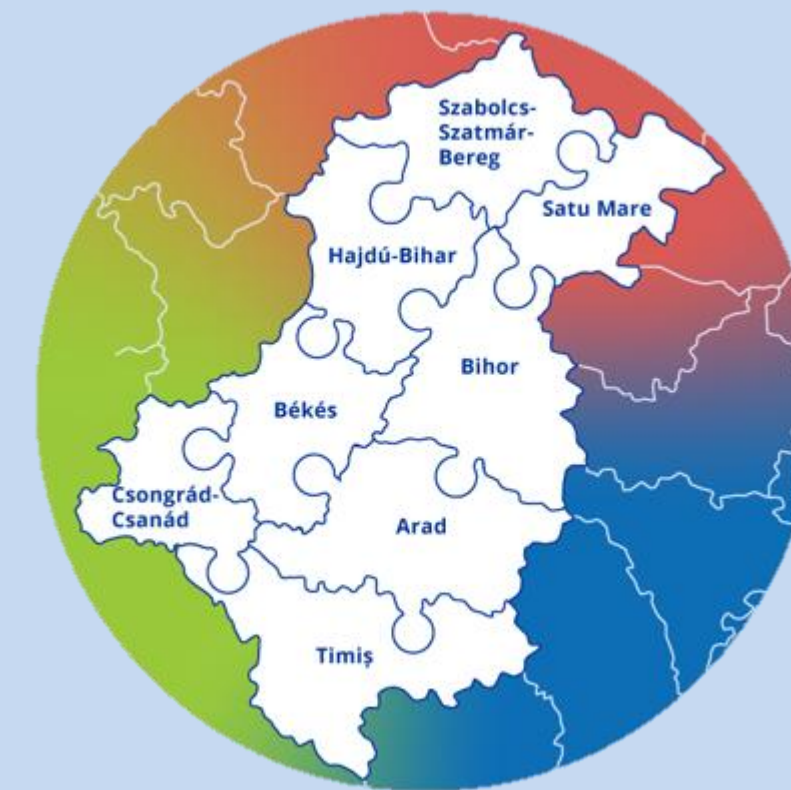 Szabolcs-
Szatmár-
Bereg
Satu Mare
Hajdú-Bihar
Bihor
Békés
Csongrád-
Csanád
Arad
Timiș